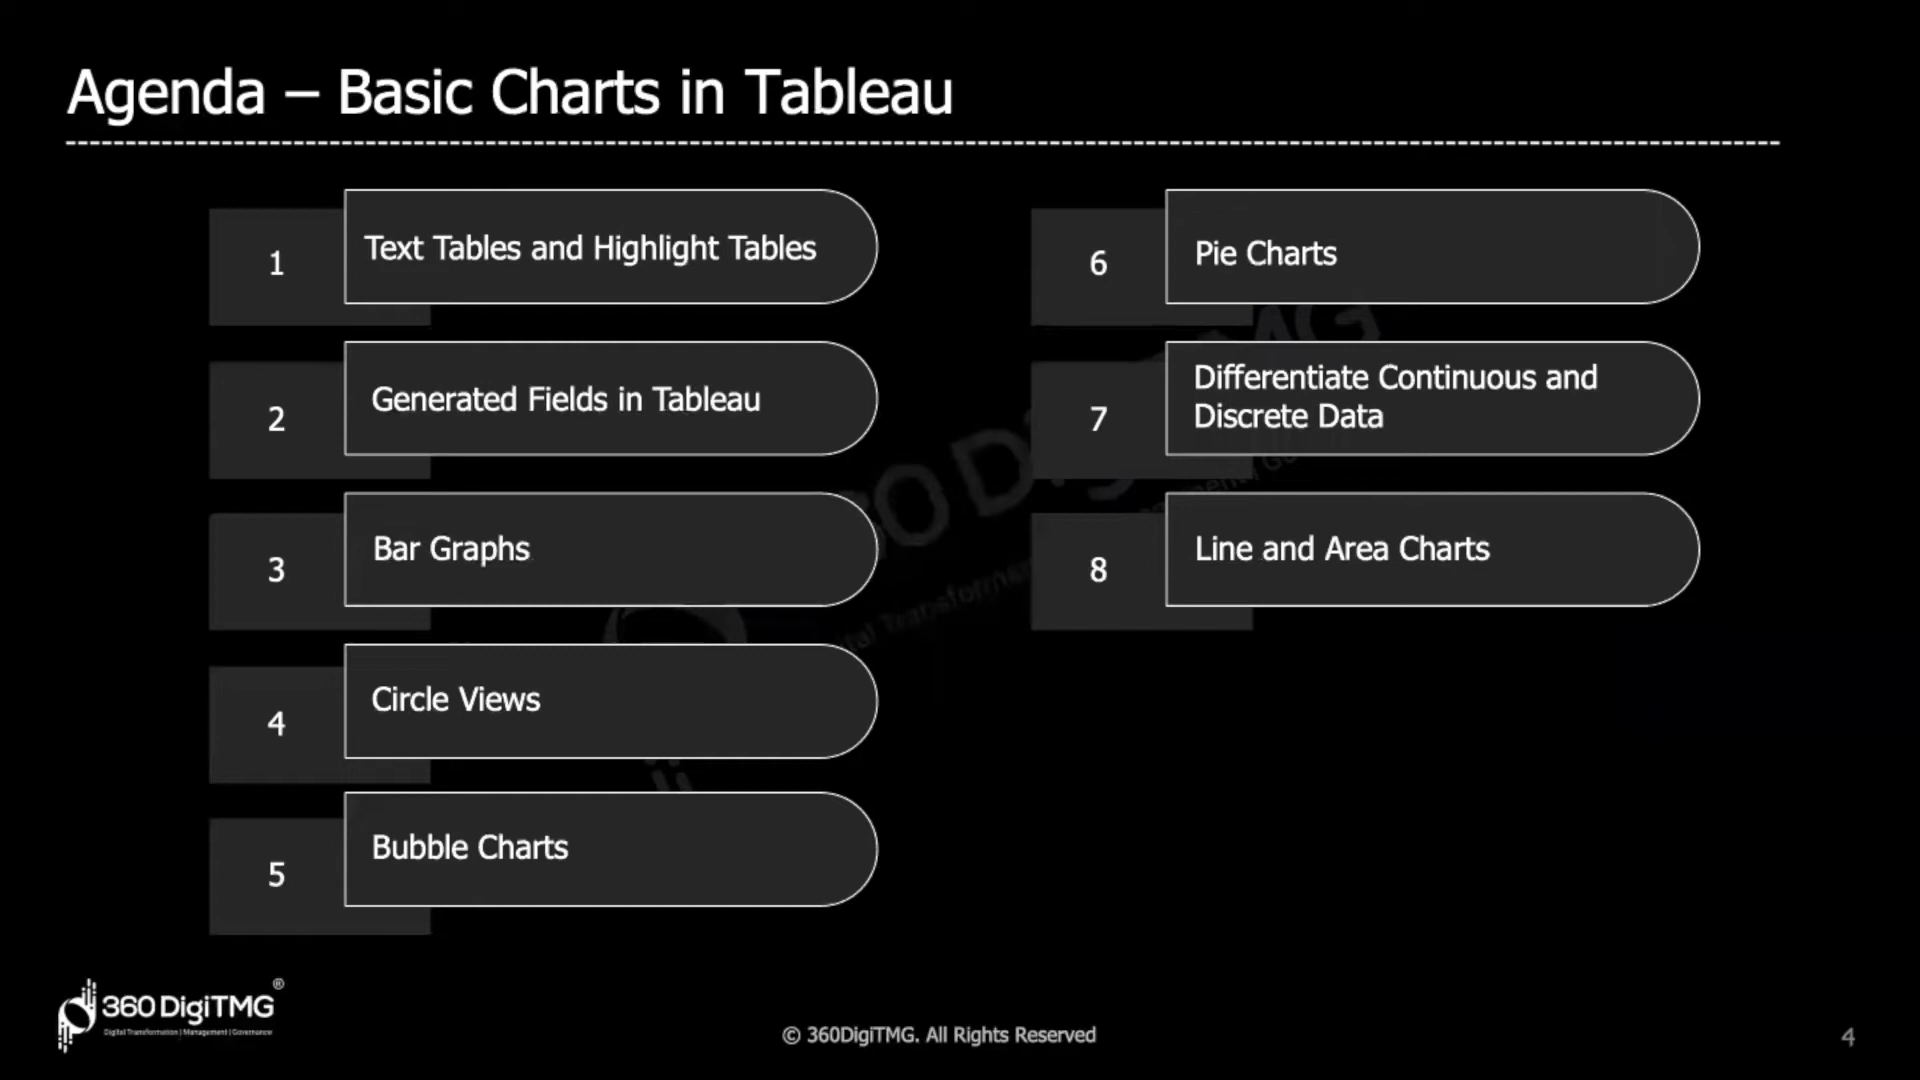 Agenda – Basic Charts in Tableau
1
Text Tables and Highlight Tables
2
Generated Fields in Tableau
3
Bar Graphs
4
Circle Views
5
Bubble Charts
6
Pie Charts
7
Differentiate Continuous and
Discrete Data
8
Line and Area Charts
360 DigiTMG®
Digital Transformation | Management | Governance
© 360DigiTMG. All Rights Reserved
4